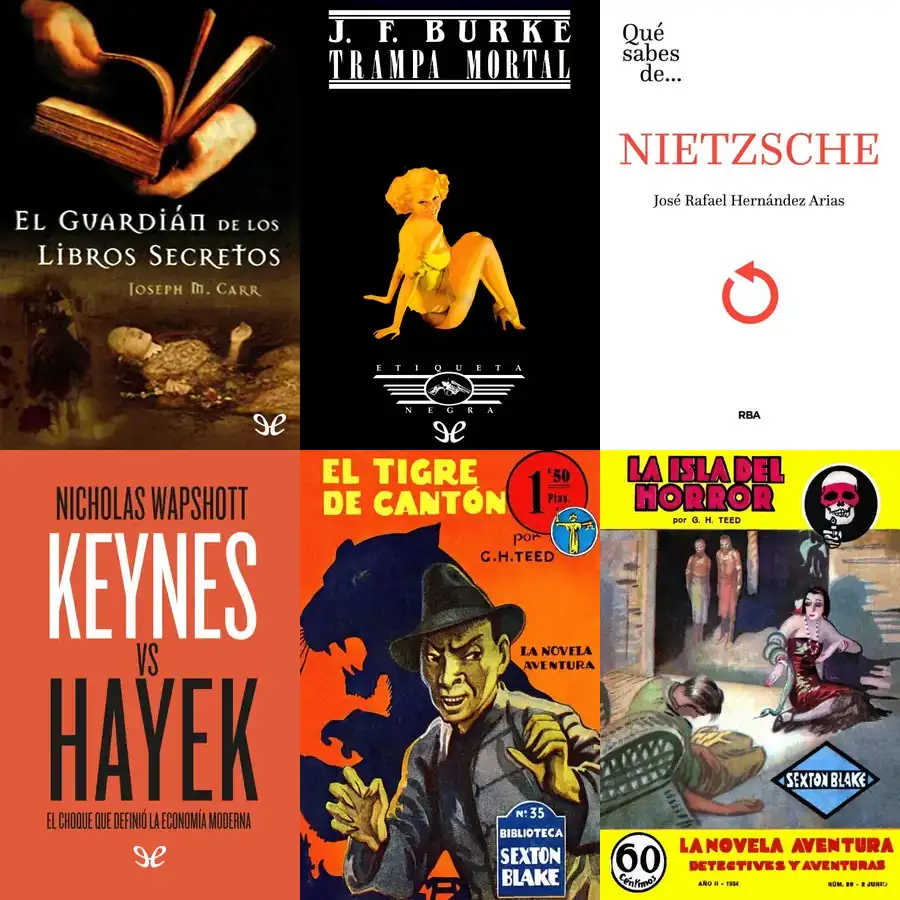 EL GUARDIÁN DE LOS
LIBROS SECRETOS
JOSEPH M. CARR
J. F. BURKE
TRAMPA MORTAL
ETIQUETA
NEGRA
Qué
sabes
de...
NIETZSCHE
José Rafael Hernández Arias
RBA
NICHOLAS WAPSHOTT
KEYNES
VS
HAYEK
EL CHOQUE QUE DEFINIÓ LA ECONOMÍA MODERNA
EL TIGRE
DE CANTÓN
1'50
Ptas.
por
G.H. TEED
LA NOVELA
AVENTURA
Nº 35
BIBLIOTECA
SEXTON
BLAKE
LA ISLA DEL
HORROR
por G. H. TEED
SEXTON BLAKE
60
Céntimos
LA NOVELA AVENTURA
DETECTIVES Y AVENTURAS
AÑO II - 1934
NÚM. 29 - 2 JUNIO